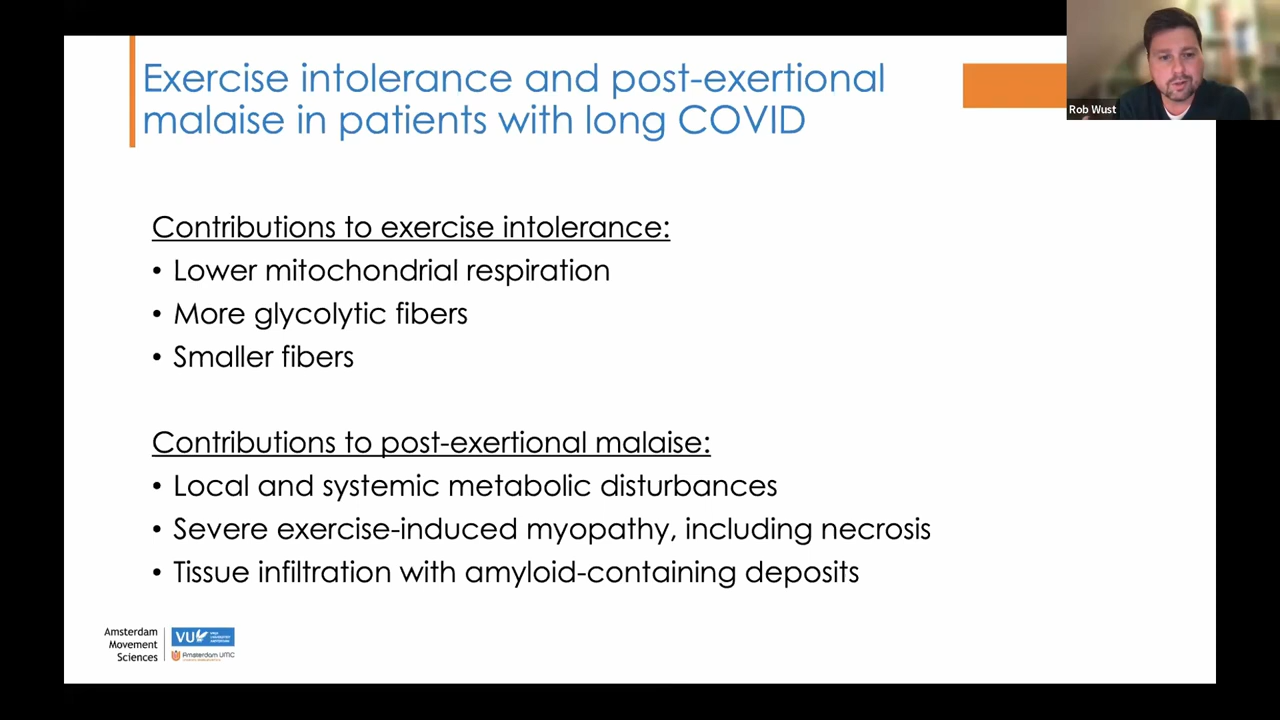 Exercise intolerance and post-exertional
malaise in patients with long COVID
Rob Wust
Contributions to exercise intolerance:
• Lower mitochondrial respiration
• More glycolytic fibers
• Smaller fibers
Contributions to post-exertional malaise:
• Local and systemic metabolic disturbances
• Severe exercise-induced myopathy, including necrosis
• Tissue infiltration with amyloid-containing deposits
Amsterdam
Movement
Sciences
VU
Amsterdam UMC